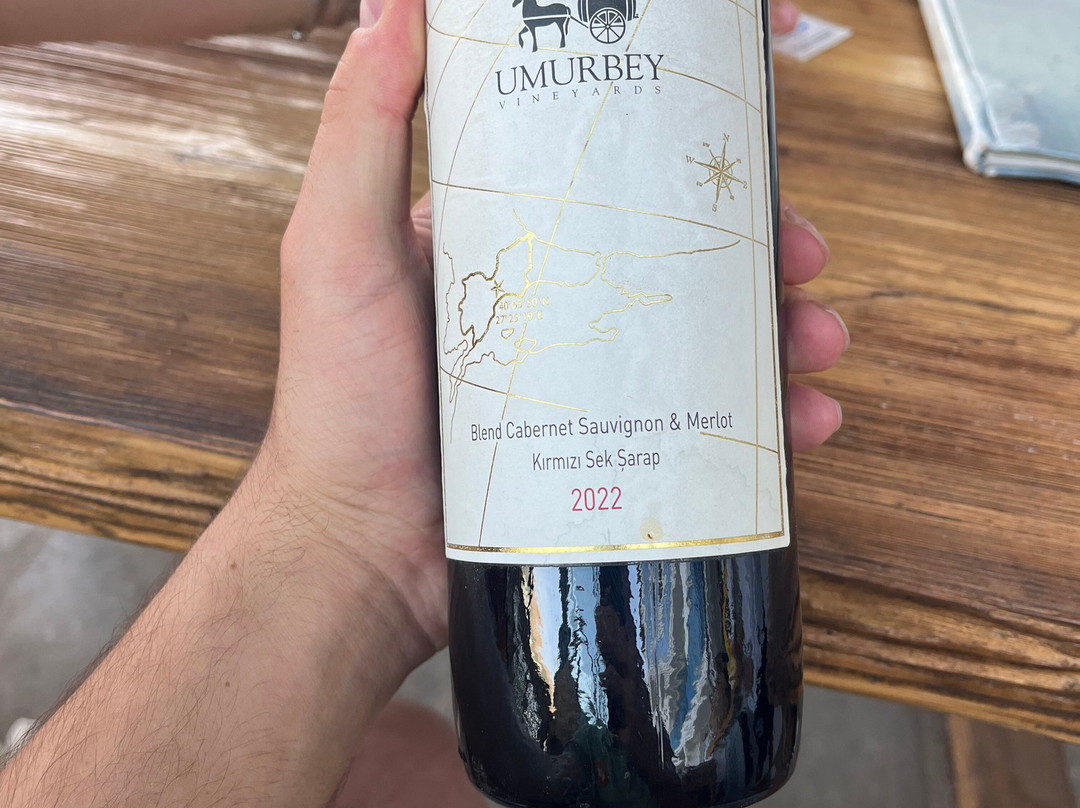 UMURBEY
VINEYARDS
N
W
S
Blend Cabernet Sauvignon & Merlot
Kırmızı Sek Şarap
2022